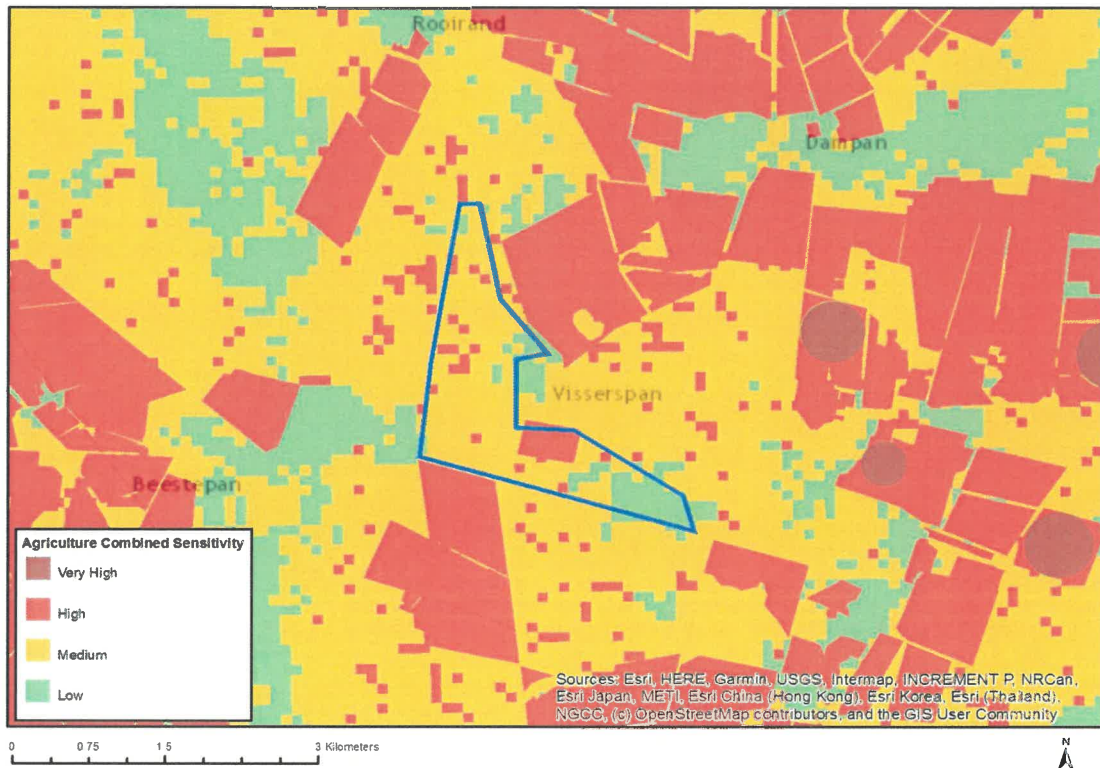 Rooirand
Dampan
Visserspan
Beestepan
Agriculture Combined Sensitivity
Very High
High
Medium
Low
Sources: Esri, HERE, Garmin, USGS, Intermap, INCREMENT P, NRCan,
Esri Japan, METI, Esri China (Hong Kong), Esri Korea, Esri (Thailand),
NGCC, (c) OpenStreetMap contributors, and the GIS User Community
0 0.75 1.5 3 Kilometers
N